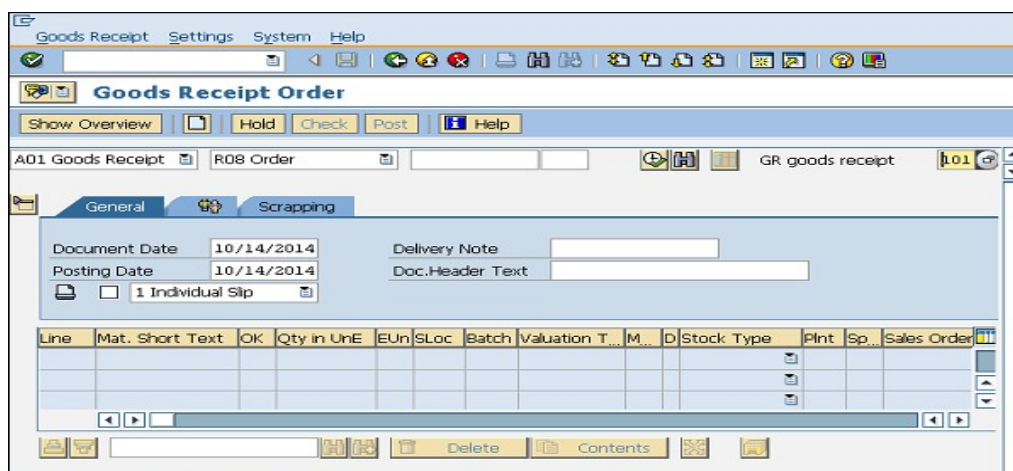 Goods Receipt Settings System Help
Goods Receipt Order
Show Overview Hold Check Post Help
A01 Goods Receipt R08 Order GR goods receipt 101
General Scrapping
Document Date 10/14/2014 Delivery Note
Posting Date 10/14/2014 Doc.Header Text
1 Individual Slip
Line Mat. Short Text OK Qty in UnE EUn SLoc Batch Valuation T... M... D Stock Type Plnt Sp... Sales Order
Delete Contents